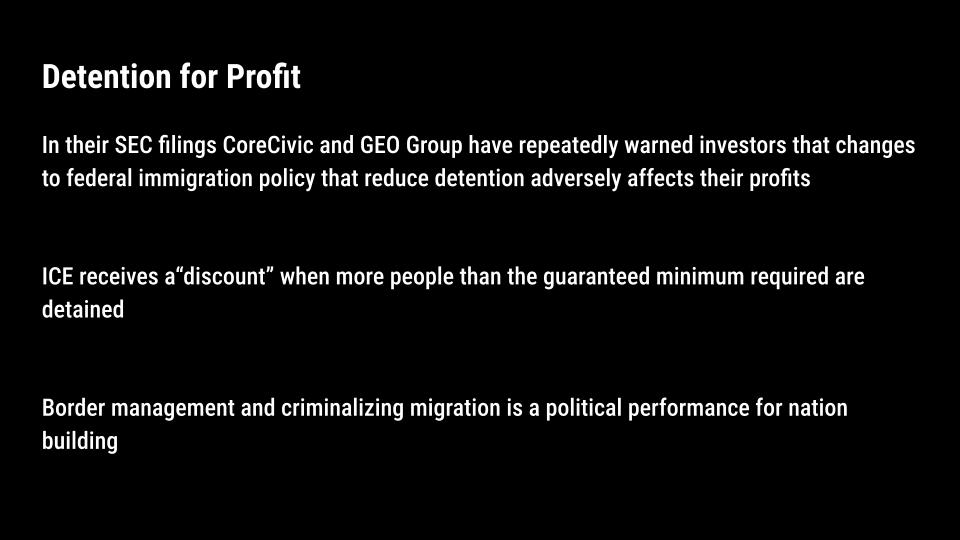 Detention for Profit
In their SEC filings CoreCivic and GEO Group have repeatedly warned investors that changes
to federal immigration policy that reduce detention adversely affects their profits
ICE receives a“discount” when more people than the guaranteed minimum required are
detained
Border management and criminalizing migration is a political performance for nation
building